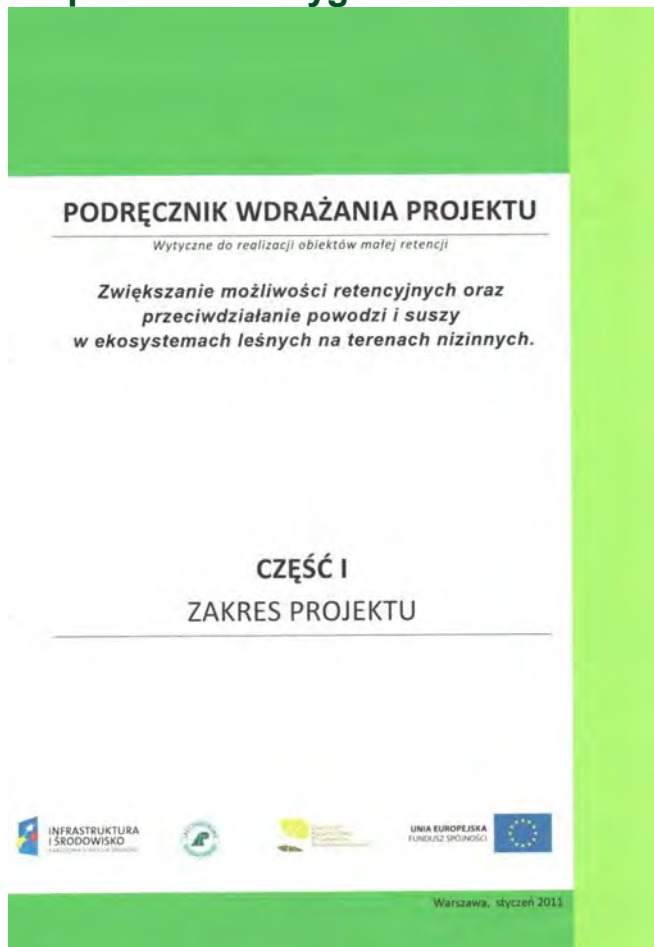 PODRĘCZNIK WDRAŻANIA PROJEKTU
Wytyczne do realizacji obiektów małej retencji
Zwiększanie możliwości retencyjnych oraz
przeciwdziałanie powodzi i suszy
w ekosystemach leśnych na terenach nizinnych.
CZĘŚĆ I
ZAKRES PROJEKTU
INFRASTRUKTURA
I ŚRODOWISKO
UNIA EUROPEJSKA
FUNDUSZ SPÓJNOŚCI
Warszawa, styczeń 2011